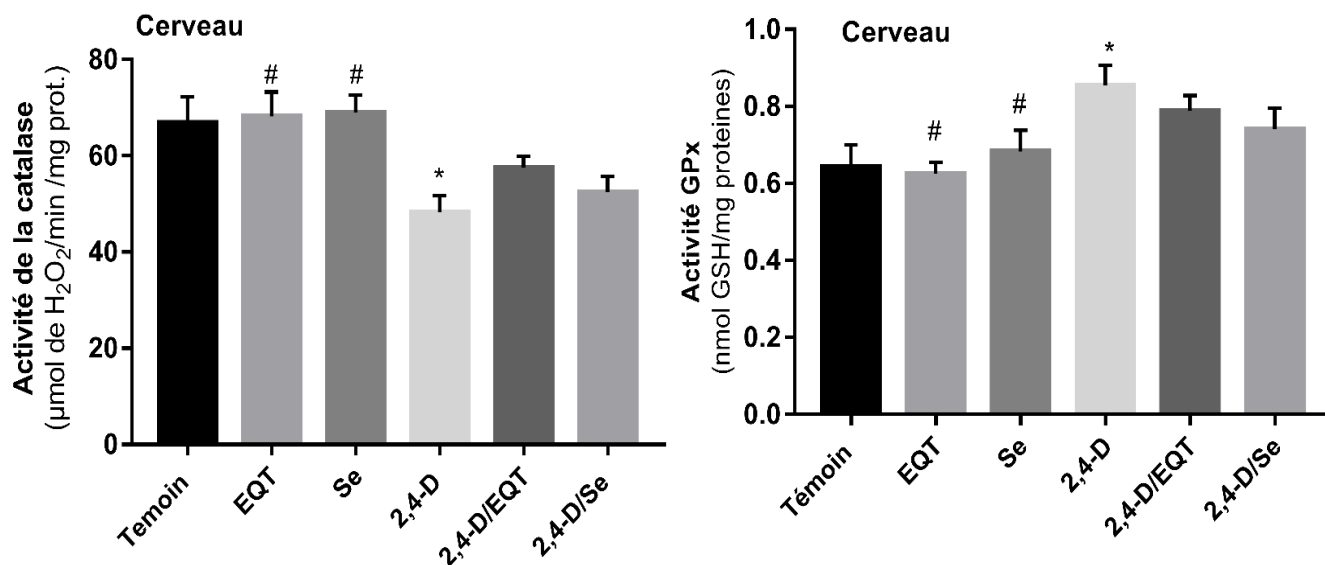 Cerveau
Activité de la catalase
(µmol de H₂O₂/min /mg prot.)
80
60
40
20
0
#
#
*
Temoin
EQT
Se
2,4-D
2,4-D/EQT
2,4-D/Se
Cerveau
Activité GPx
(nmol GSH/mg proteines)
1.0
0.8
0.6
0.4
0.2
0.0
#
#
*
Témoin
EQT
Se
2,4-D
2,4-D/EQT
2,4-D/Se